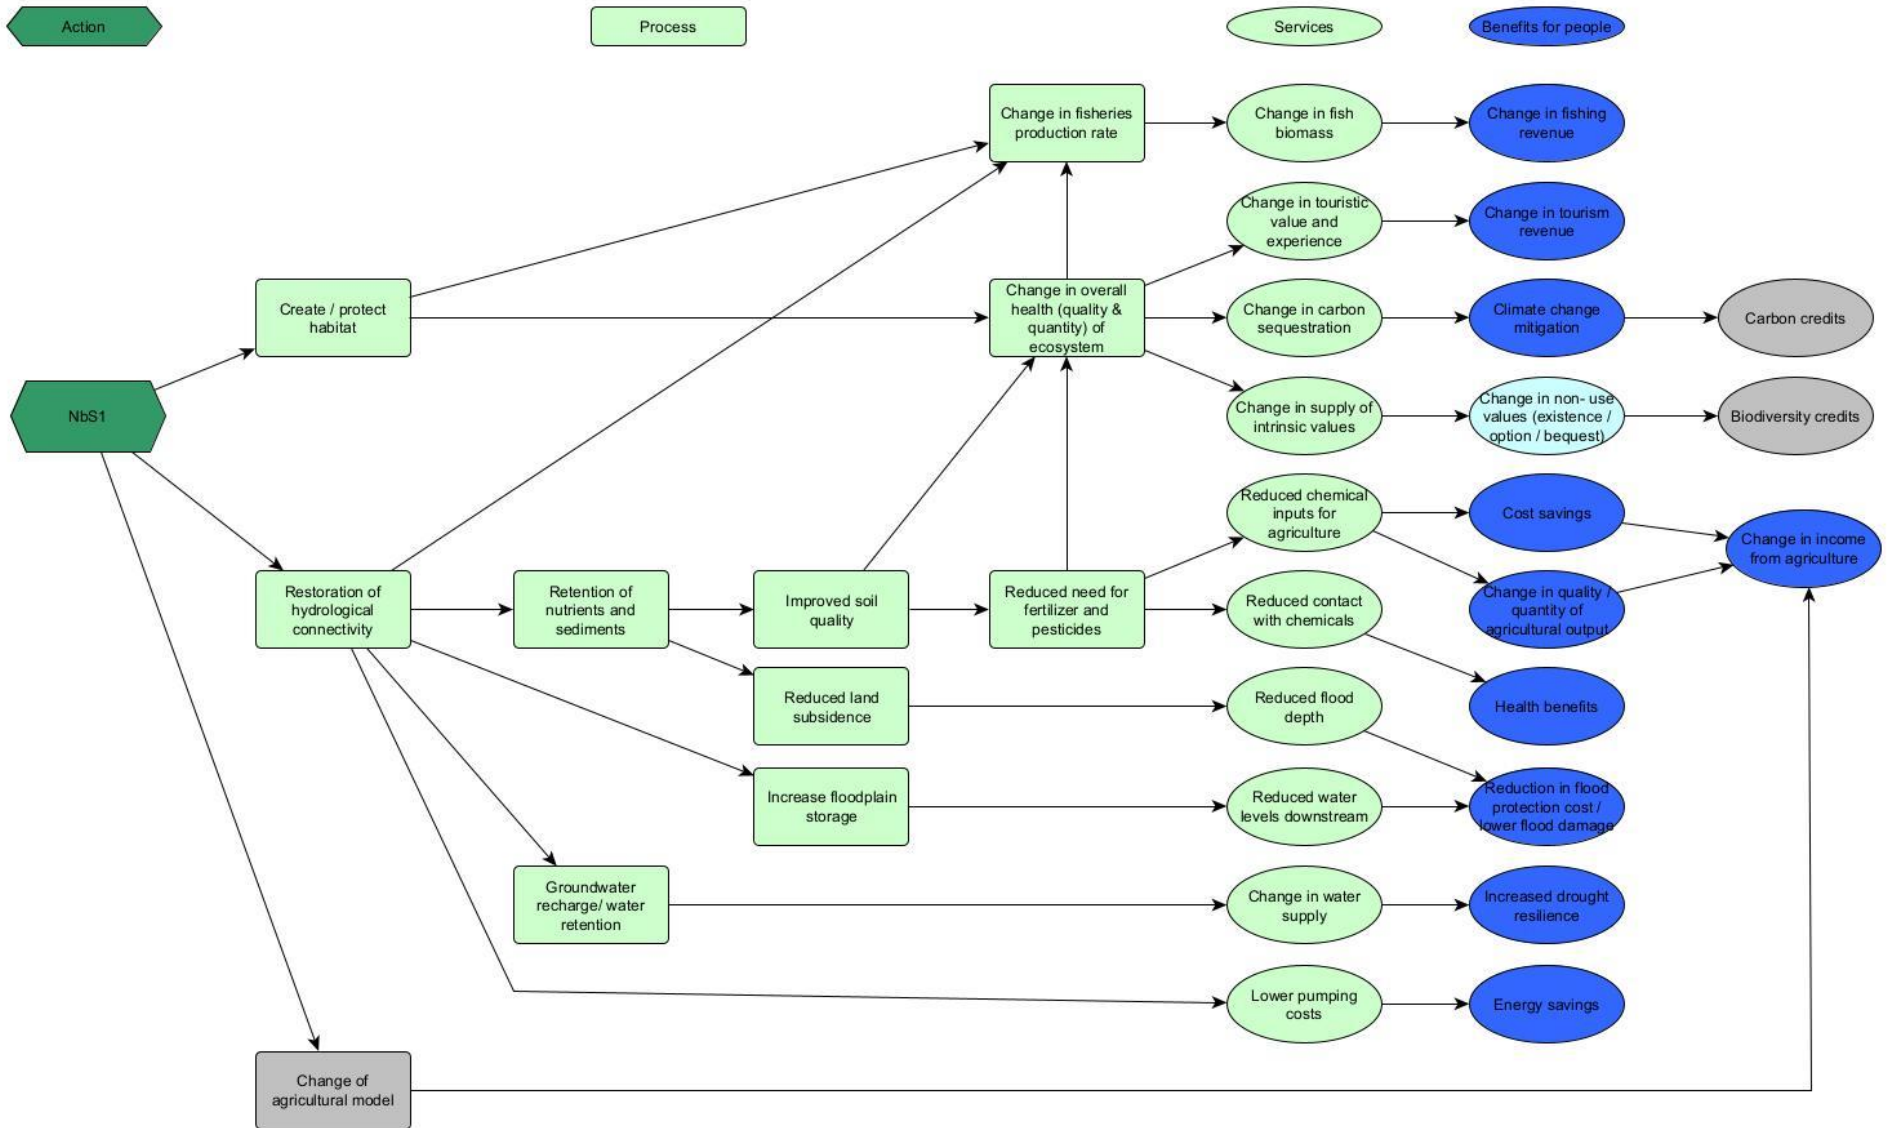 Action
Process
Services
Benefits for people
Change in fisheries
production rate
Change in fish
biomass
Change in fishing
revenue
Change in touristic
value and
experience
Change in tourism
revenue
Create / protect
habitat
Change in overall
health (quality &
quantity) of
ecosystem
Change in carbon
sequestration
Climate change
mitigation
Carbon credits
NbS1
Change in supply of
intrinsic values
Change in non- use
values (existence /
option / bequest)
Biodiversity credits
Reduced chemical
inputs for
agriculture
Cost savings
Change in income
from agriculture
Restoration of
hydrological
connectivity
Retention of
nutrients and
sediments
Improved soil
quality
Reduced need for
fertilizer and
pesticides
Reduced contact
with chemicals
Change in quality /
quantity of
agricultural output
Reduced land
subsidence
Reduced flood
depth
Health benefits
Increase floodplain
storage
Reduced water
levels downstream
Reduction in flood
protection cost /
lower flood damage
Groundwater
recharge/ water
retention
Change in water
supply
Increased drought
resilience
Lower pumping
costs
Energy savings
Change of
agricultural model